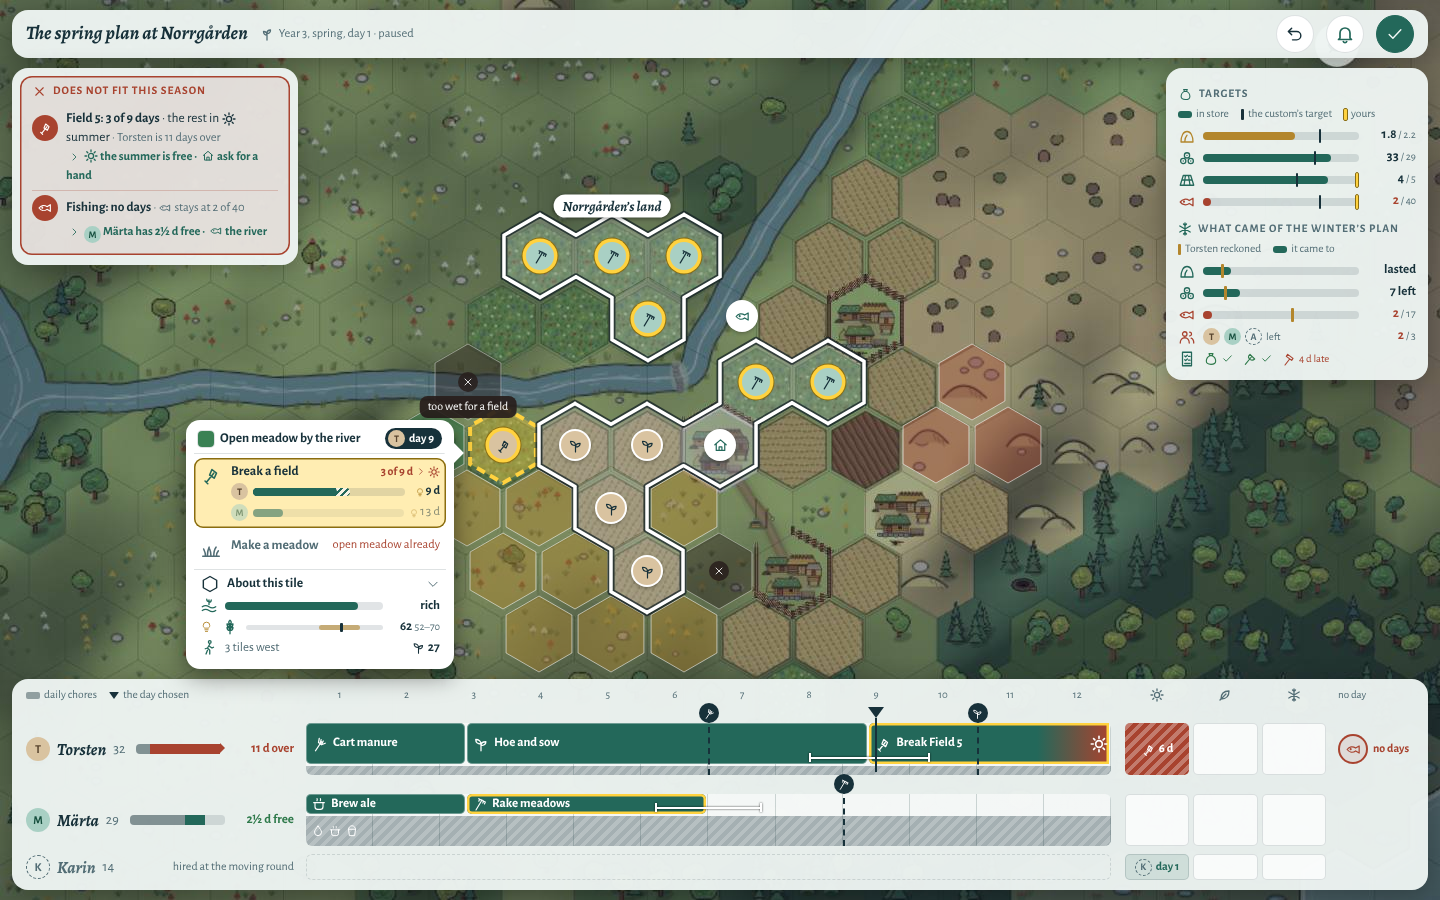 The spring plan at Norrgården
Year 3, spring, day 1 · paused
DOES NOT FIT THIS SEASON
Field 5: 3 of 9 days · the rest in
summer · Torsten is 11 days over
the summer is free · ask for a
hand
Fishing: no days · stays at 2 of 40
M Märta has 2½ d free · the river
TARGETS
in store the custom's target yours
1.8 / 2.2
33 / 29
4 / 5
2 / 40
WHAT CAME OF THE WINTER'S PLAN
Torsten reckoned it came to
lasted
7 left
2 / 17
T M A left 2 / 3
4 d late
Norrgården's land
too wet for a field
Open meadow by the river T day 9
Break a field 3 of 9 d
T 9 d
M 13 d
Make a meadow open meadow already
About this tile
rich
62 52–70
3 tiles west 27
daily chores the day chosen 1 2 3 4 5 6 7 8 9 10 11 12 no day
T Torsten 32 11 d over Cart manure Hoe and sow Break Field 5 6 d no days
M Märta 29 2½ d free Brew ale Rake meadows
K Karin 14 hired at the moving round K day 1